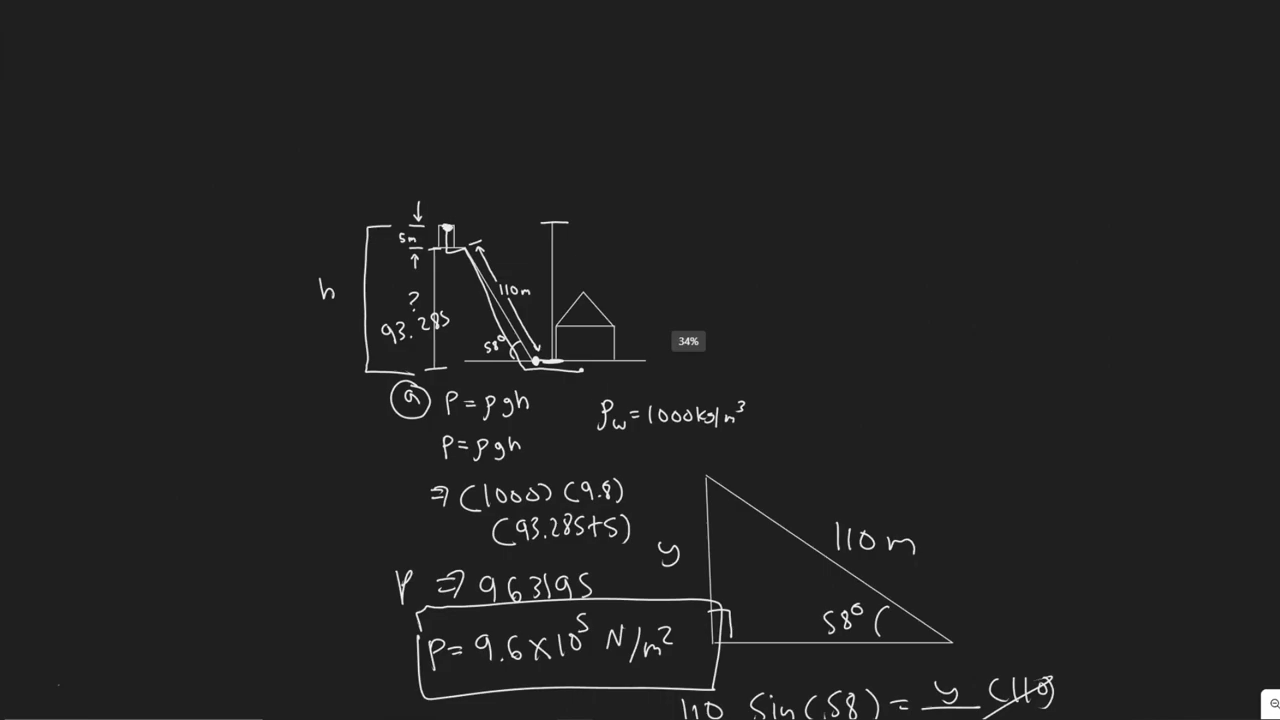 5m
h
?
93.285
110m
58°
34%
a P = ρgh
ρw = 1000kg/m³
P = ρgh
⇒ (1000) (9.8)
(93.285+5)
y
110 m
58°
P ⇒ 963195
P = 9.6 × 10⁵ N/m²
110 sin(58) = y (110)